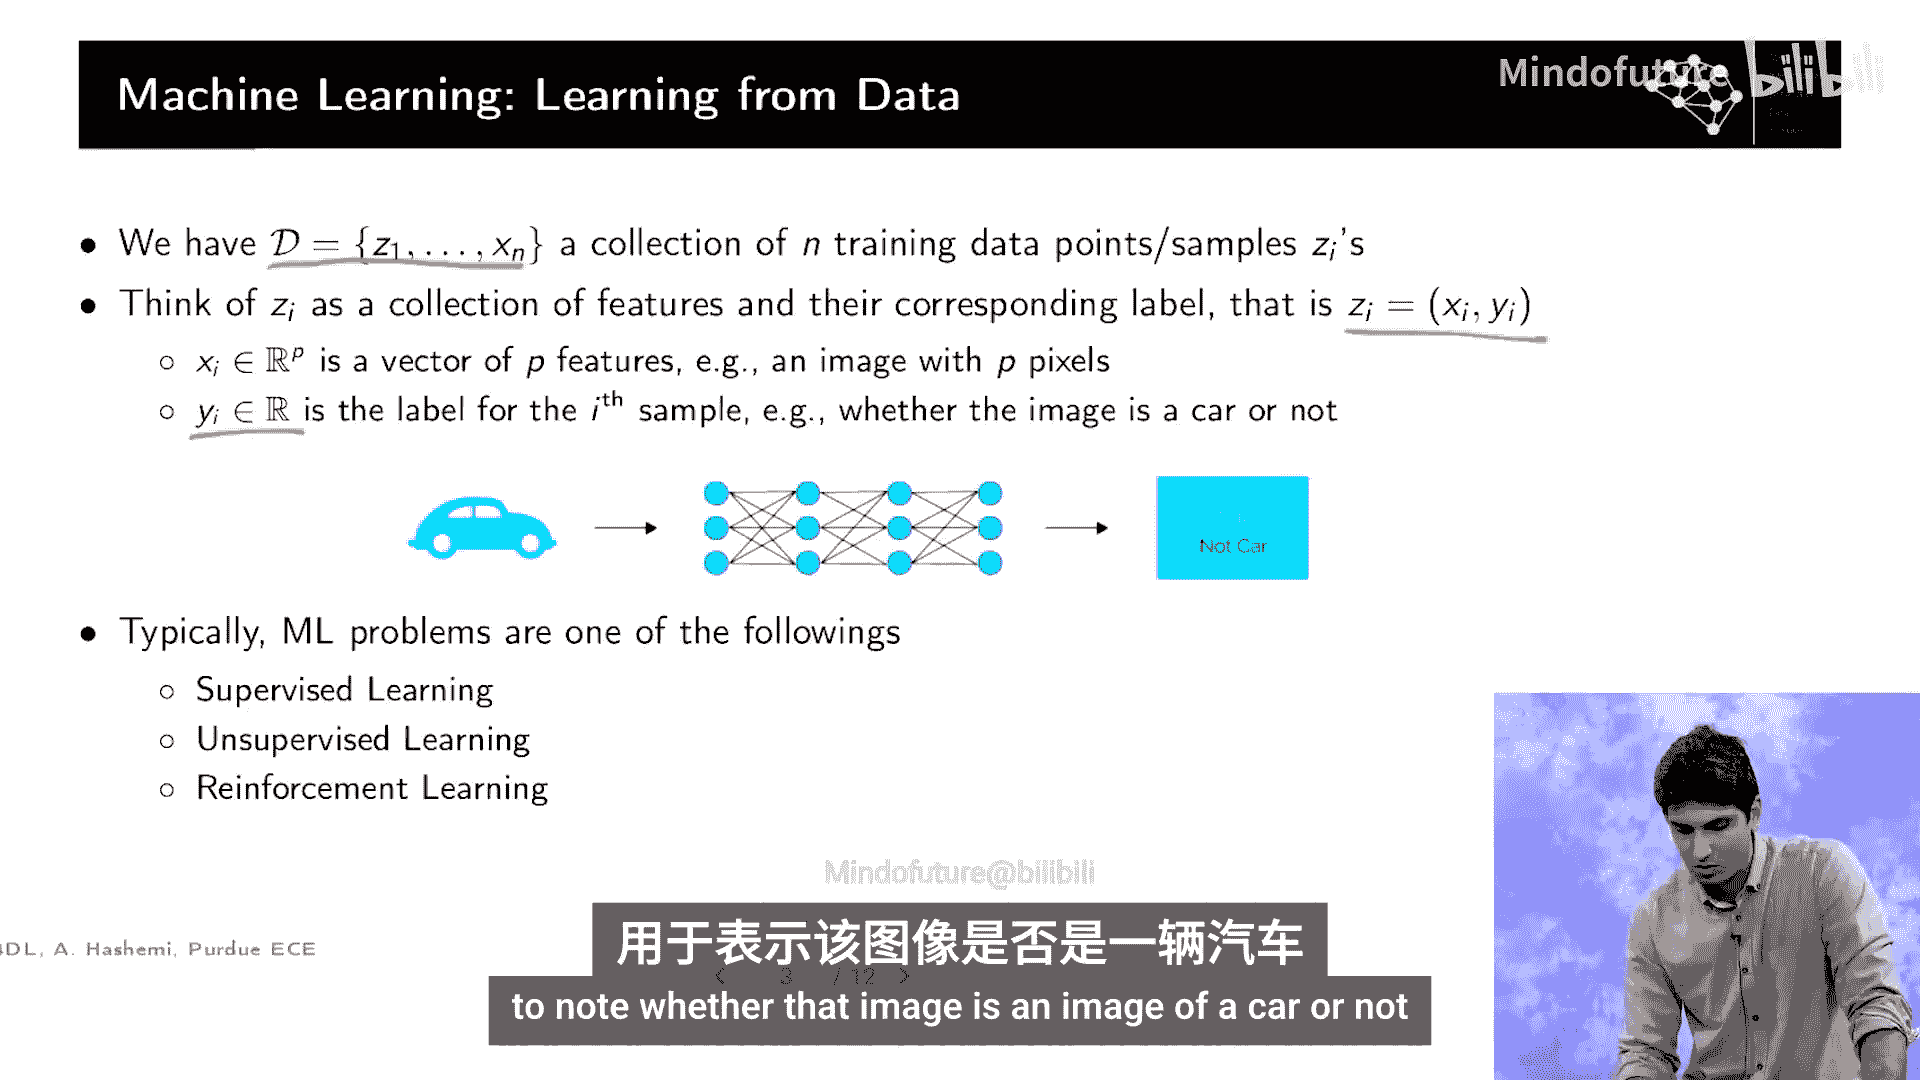 Machine Learning: Learning from Data
Mindofuture
bilibili
• We have 𝒟 = {z₁, . . . , xₙ} a collection of n training data points/samples zᵢ's
• Think of zᵢ as a collection of features and their corresponding label, that is zᵢ = (xᵢ, yᵢ)
○ xᵢ ∈ ℝᵖ is a vector of p features, e.g., an image with p pixels
○ yᵢ ∈ ℝ is the label for the iᵗʰ sample, e.g., whether the image is a car or not
Not Car
• Typically, ML problems are one of the followings
○ Supervised Learning
○ Unsupervised Learning
○ Reinforcement Learning
Mindofuture@bilibili
DL, A. Hashemi, Purdue ECE
用于表示该图像是否是一辆汽车
< 3 / 12 >
to note whether that image is an image of a car or not